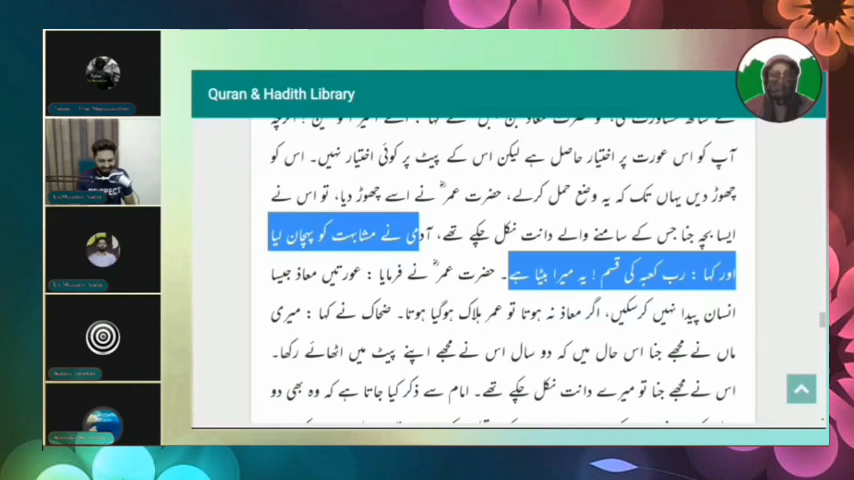 Quran & Hadith Library
آپ کو اس عورت پر اختیار حاصل ہے لیکن اس کے پیٹ پر کوئی اختیار نہیں۔ اس کو
چھوڑ دیں یہاں تک کہ یہ وضع حمل کرلے، حضرت عمرؓ نے اسے چھوڑ دیا، تو اس نے
ایسا بچہ جنا جس کے سامنے والے دانت نکل چکے تھے، آدمی نے مشابہت کو پہچان لیا
اور کہا : رب کعبہ کی قسم ! یہ میرا بیٹا ہے۔ حضرت عمرؓ نے فرمایا : عورتیں معاذ جیسا
انسان پیدا نہیں کرسکیں، اگر معاذ نہ ہوتا تو عمر ہلاک ہوگیا ہوتا۔ ضحاک نے کہا : میری
ماں نے مجھے جنا اس حال میں کہ دو سال اس نے مجھے اپنے پیٹ میں اٹھائے رکھا۔
اس نے مجھے جنا تو میرے دانت نکل چکے تھے۔ امام سے ذکر کیا جاتا ہے کہ وہ بھی دو